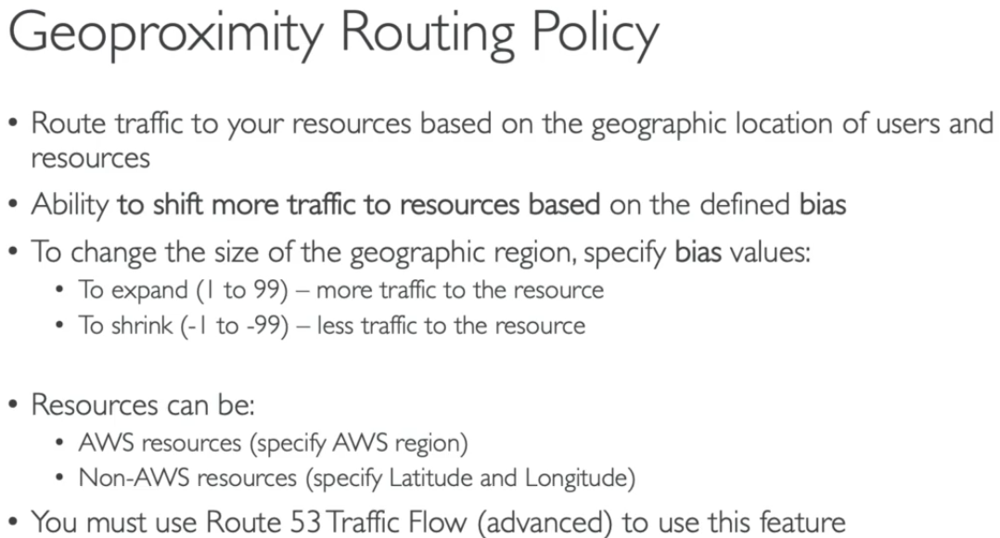 Geoproximity Routing Policy
• Route traffic to your resources based on the geographic location of users and
resources
• Ability to shift more traffic to resources based on the defined bias
• To change the size of the geographic region, specify bias values:
• To expand (1 to 99) – more traffic to the resource
• To shrink (-1 to -99) – less traffic to the resource
• Resources can be:
• AWS resources (specify AWS region)
• Non-AWS resources (specify Latitude and Longitude)
• You must use Route 53 Traffic Flow (advanced) to use this feature